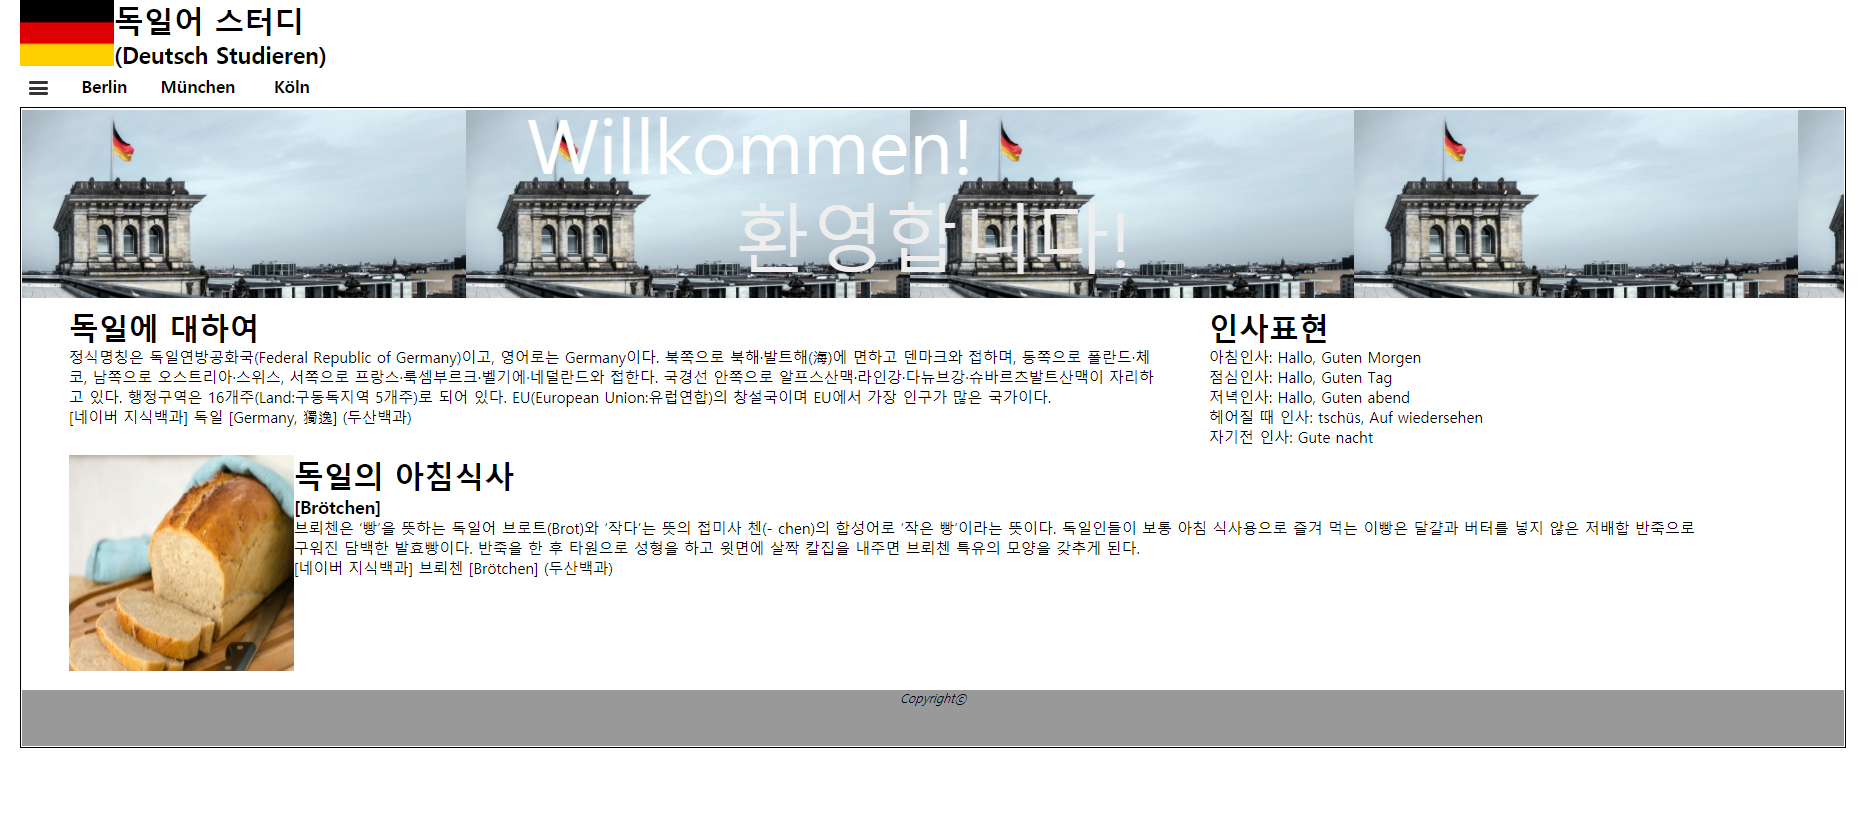 독일어 스터디
(Deutsch Studieren)
Berlin München Köln
Willkommen!
환영합니다!
독일에 대하여
정식명칭은 독일연방공화국(Federal Republic of Germany)이고, 영어로는 Germany이다. 북쪽으로 북해·발트해(海)에 면하고 덴마크와 접하며, 동쪽으로 폴란드·체
코, 남쪽으로 오스트리아·스위스, 서쪽으로 프랑스·룩셈부르크·벨기에·네덜란드와 접한다. 국경선 안쪽으로 알프스산맥·라인강·다뉴브강·슈바르츠발트산맥이 자리하
고 있다. 행정구역은 16개주(Land:구동독지역 5개주)로 되어 있다. EU(European Union:유럽연합)의 창설국이며 EU에서 가장 인구가 많은 국가이다.
[네이버 지식백과] 독일 [Germany, 獨逸] (두산백과)
인사표현
아침인사: Hallo, Guten Morgen
점심인사: Hallo, Guten Tag
저녁인사: Hallo, Guten abend
헤어질 때 인사: tschüs, Auf wiedersehen
자기전 인사: Gute nacht
독일의 아침식사
[Brötchen]
브뢰첸은 ‘빵’을 뜻하는 독일어 브로트(Brot)와 ‘작다’는 뜻의 접미사 첸(- chen)의 합성어로 ‘작은 빵’이라는 뜻이다. 독일인들이 보통 아침 식사용으로 즐겨 먹는 이빵은 달걀과 버터를 넣지 않은 저배합 반죽으로
구워진 담백한 발효빵이다. 반죽을 한 후 타원으로 성형을 하고 윗면에 살짝 칼집을 내주면 브뢰첸 특유의 모양을 갖추게 된다.
[네이버 지식백과] 브뢰첸 [Brötchen] (두산백과)
Copyright©